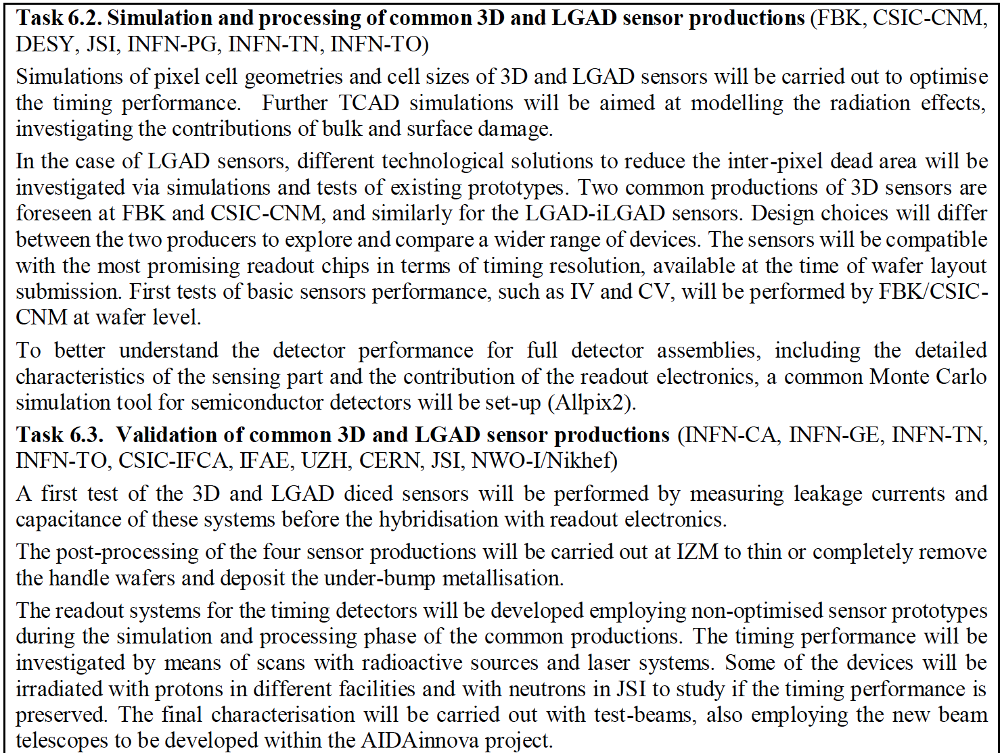 Task 6.2. Simulation and processing of common 3D and LGAD sensor productions (FBK, CSIC-CNM,
DESY, JSI, INFN-PG, INFN-TN, INFN-TO)
Simulations of pixel cell geometries and cell sizes of 3D and LGAD sensors will be carried out to optimise
the timing performance.  Further TCAD simulations will be aimed at modelling the radiation effects,
investigating the contributions of bulk and surface damage.
In the case of LGAD sensors, different technological solutions to reduce the inter-pixel dead area will be
investigated via simulations and tests of existing prototypes. Two common productions of 3D sensors are
foreseen at FBK and CSIC-CNM, and similarly for the LGAD-iLGAD sensors. Design choices will differ
between the two producers to explore and compare a wider range of devices. The sensors will be compatible
with the most promising readout chips in terms of timing resolution, available at the time of wafer layout
submission. First tests of basic sensors performance, such as IV and CV, will be performed by FBK/CSIC-
CNM at wafer level.
To better understand the detector performance for full detector assemblies, including the detailed
characteristics of the sensing part and the contribution of the readout electronics, a common Monte Carlo
simulation tool for semiconductor detectors will be set-up (Allpix2).
Task 6.3.  Validation of common 3D and LGAD sensor productions (INFN-CA, INFN-GE, INFN-TN,
INFN-TO, CSIC-IFCA, IFAE, UZH, CERN, JSI, NWO-I/Nikhef)
A first test of the 3D and LGAD diced sensors will be performed by measuring leakage currents and
capacitance of these systems before the hybridisation with readout electronics.
The post-processing of the four sensor productions will be carried out at IZM to thin or completely remove
the handle wafers and deposit the under-bump metallisation.
The readout systems for the timing detectors will be developed employing non-optimised sensor prototypes
during the simulation and processing phase of the common productions. The timing performance will be
investigated by means of scans with radioactive sources and laser systems. Some of the devices will be
irradiated with protons in different facilities and with neutrons in JSI to study if the timing performance is
preserved. The final characterisation will be carried out with test-beams, also employing the new beam
telescopes to be developed within the AIDAinnova project.